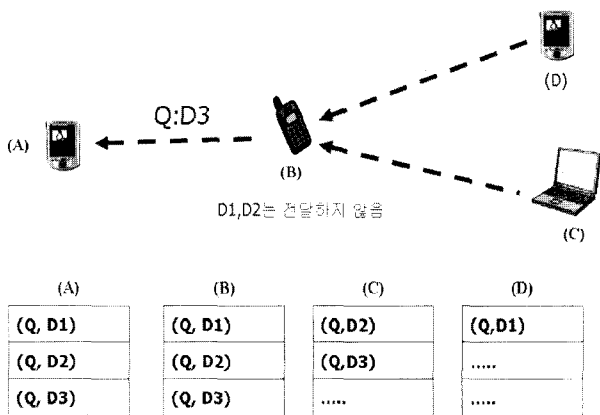 (D)
Q:D3
(A)
(B)
D1,D2는 전달하지 않음
(C)
(A) (B) (C) (D)
(Q, D1) (Q, D1) (Q,D2) (Q,D1)
(Q, D2) (Q, D2) (Q,D3) .....
(Q, D3) (Q, D3) ..... .....